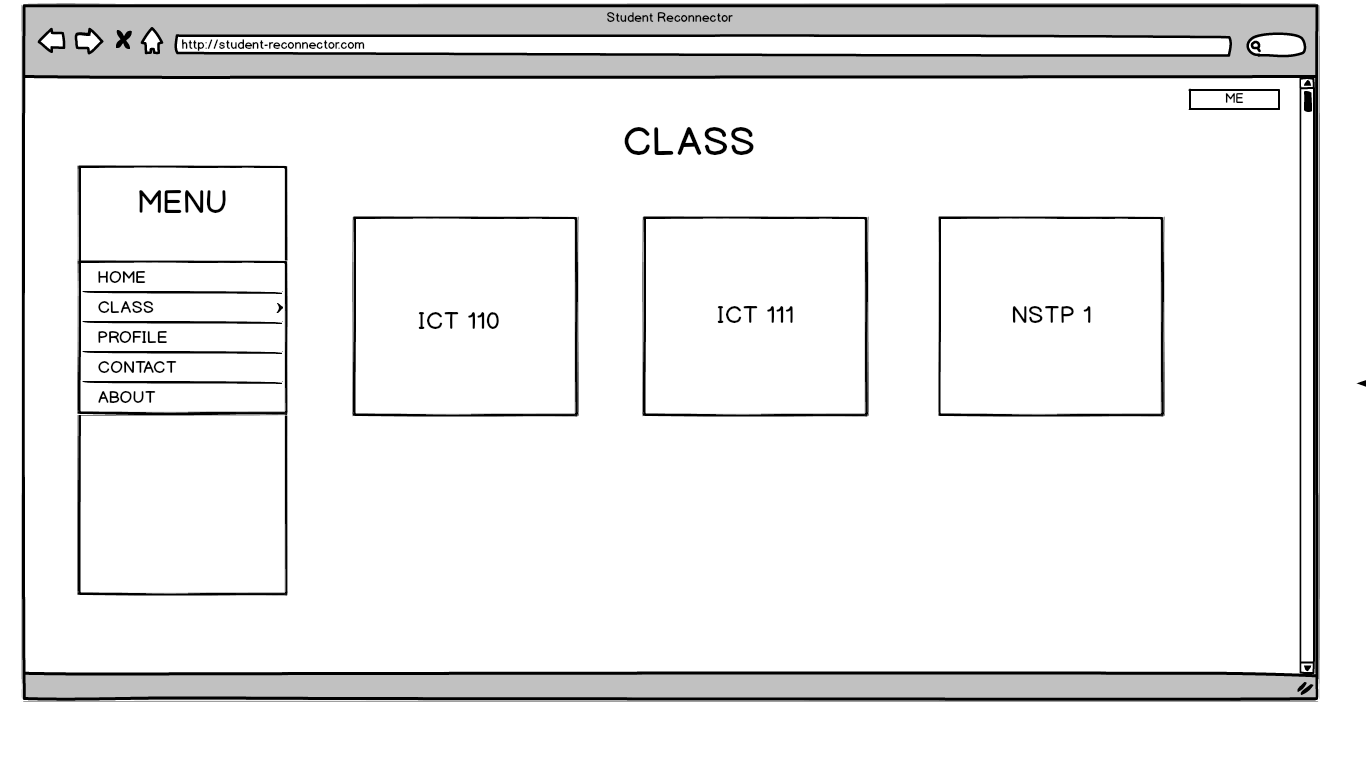 Student Reconnector
http://student-reconnector.com
ME
CLASS
MENU
HOME
CLASS
PROFILE
CONTACT
ABOUT
ICT 110
ICT 111
NSTP 1